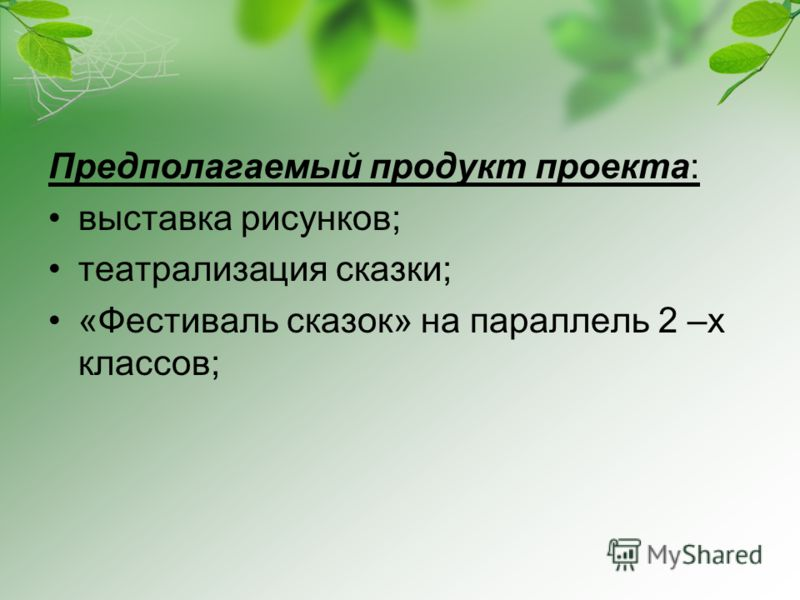 Предполагаемый продукт проекта:
• выставка рисунков;
• театрализация сказки;
• «Фестиваль сказок» на параллель 2 –х
классов;
MyShared